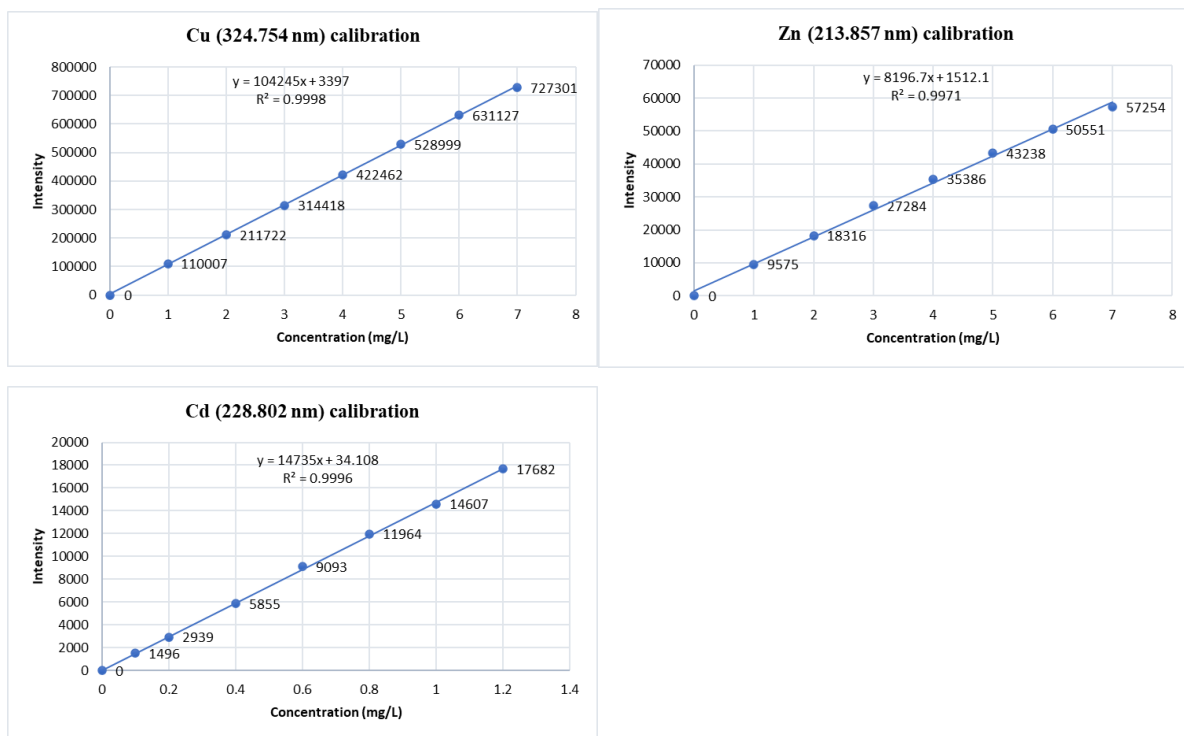 Cu (324.754 nm) calibration
y = 104245x + 3397
R² = 0.9998
800000
700000
600000
500000
400000
300000
200000
100000
0
Intensity
727301
631127
528999
422462
314418
211722
110007
0
0 1 2 3 4 5 6 7 8
Concentration (mg/L)
Zn (213.857 nm) calibration
y = 8196.7x + 1512.1
R² = 0.9971
70000
60000
50000
40000
30000
20000
10000
0
Intensity
57254
50551
43238
35386
27284
18316
9575
0
0 1 2 3 4 5 6 7 8
Concentration (mg/L)
Cd (228.802 nm) calibration
y = 14735x + 34.108
R² = 0.9996
20000
18000
16000
14000
12000
10000
8000
6000
4000
2000
0
Intensity
17682
14607
11964
9093
5855
2939
1496
0
0 0.2 0.4 0.6 0.8 1 1.2 1.4
Concentration (mg/L)